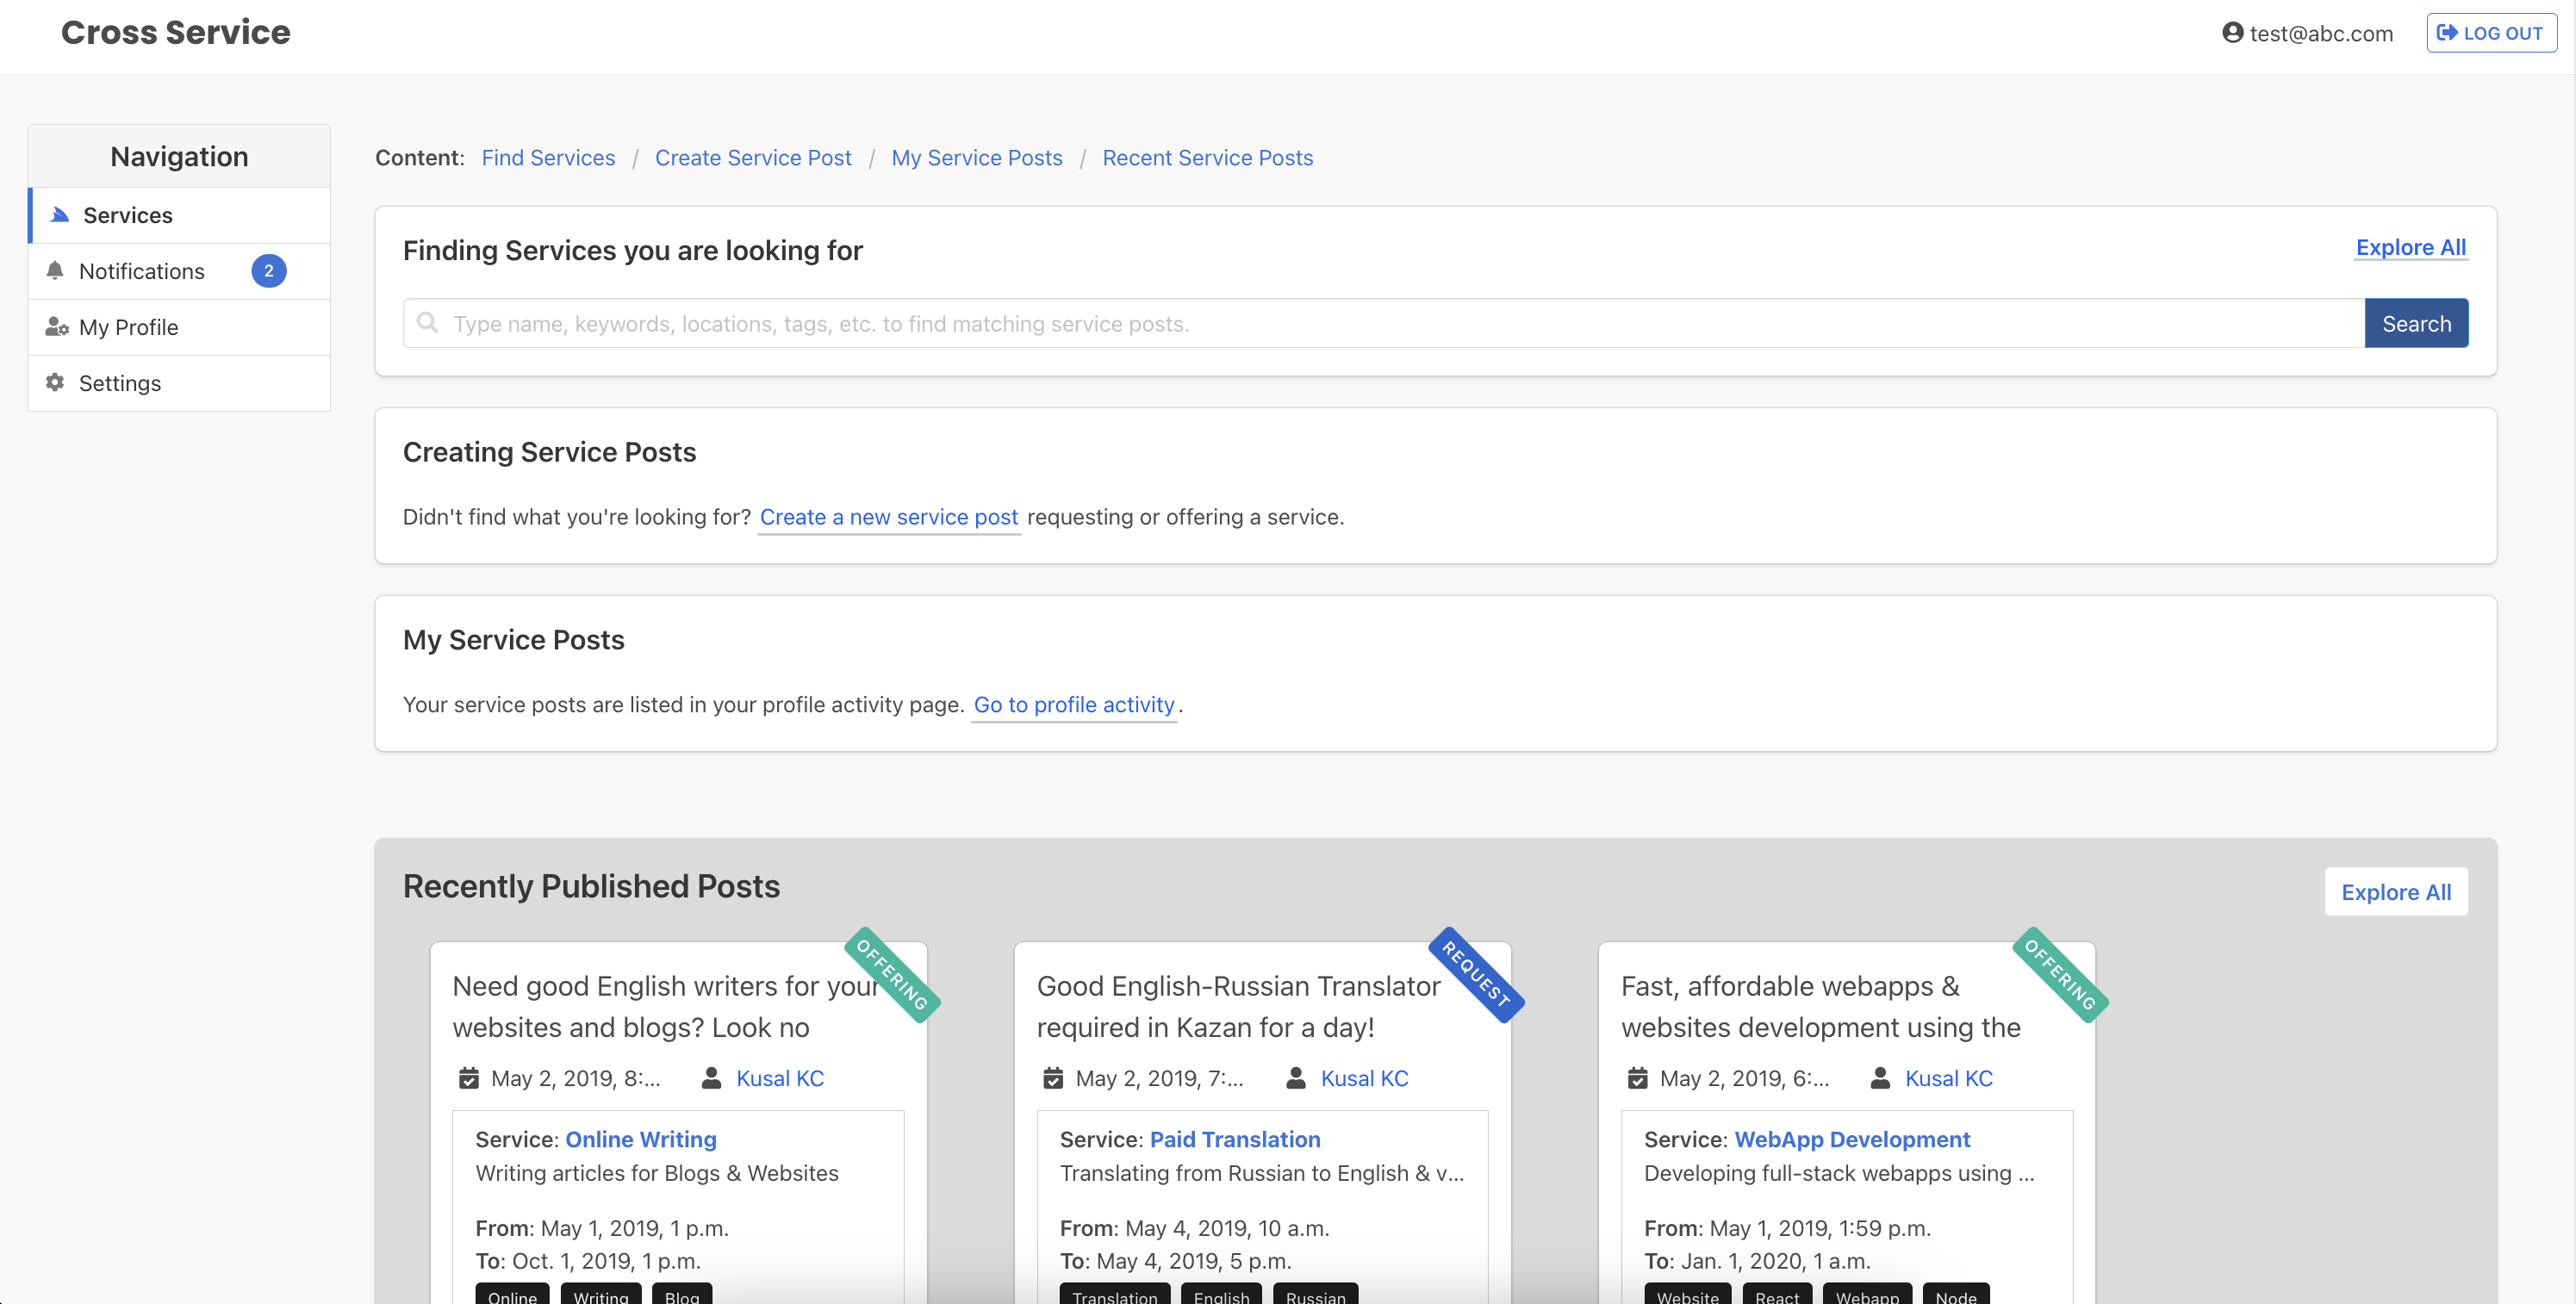 Cross Service
test@abc.com
LOG OUT
Navigation
Services
Notifications 2
My Profile
Settings
Content: Find Services / Create Service Post / My Service Posts / Recent Service Posts
Finding Services you are looking for
Explore All
Type name, keywords, locations, tags, etc. to find matching service posts.
Search
Creating Service Posts
Didn't find what you're looking for? Create a new service post requesting or offering a service.
My Service Posts
Your service posts are listed in your profile activity page. Go to profile activity.
Recently Published Posts
Explore All
OFFERING
Need good English writers for your
websites and blogs? Look no
May 2, 2019, 8:... Kusal KC
Service: Online Writing
Writing articles for Blogs & Websites
From: May 1, 2019, 1 p.m.
To: Oct. 1, 2019, 1 p.m.
Online Writing Blog
REQUEST
Good English-Russian Translator
required in Kazan for a day!
May 2, 2019, 7:... Kusal KC
Service: Paid Translation
Translating from Russian to English & v...
From: May 4, 2019, 10 a.m.
To: May 4, 2019, 5 p.m.
Translation English Russian
OFFERING
Fast, affordable webapps &
websites development using the
May 2, 2019, 6:... Kusal KC
Service: WebApp Development
Developing full-stack webapps using ...
From: May 1, 2019, 1:59 p.m.
To: Jan. 1, 2020, 1 a.m.
Website React Webapp Node